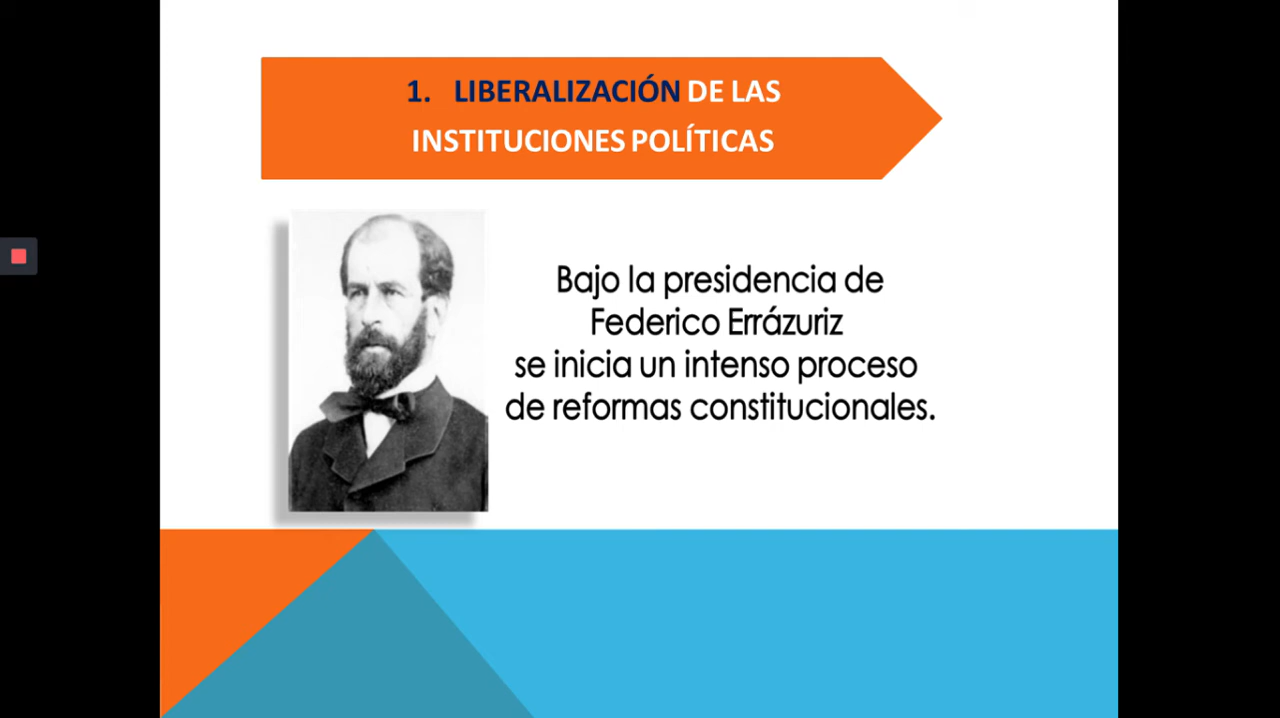 1. LIBERALIZACIÓN DE LAS
INSTITUCIONES POLÍTICAS
Bajo la presidencia de
Federico Errázuriz
se inicia un intenso proceso
de reformas constitucionales.